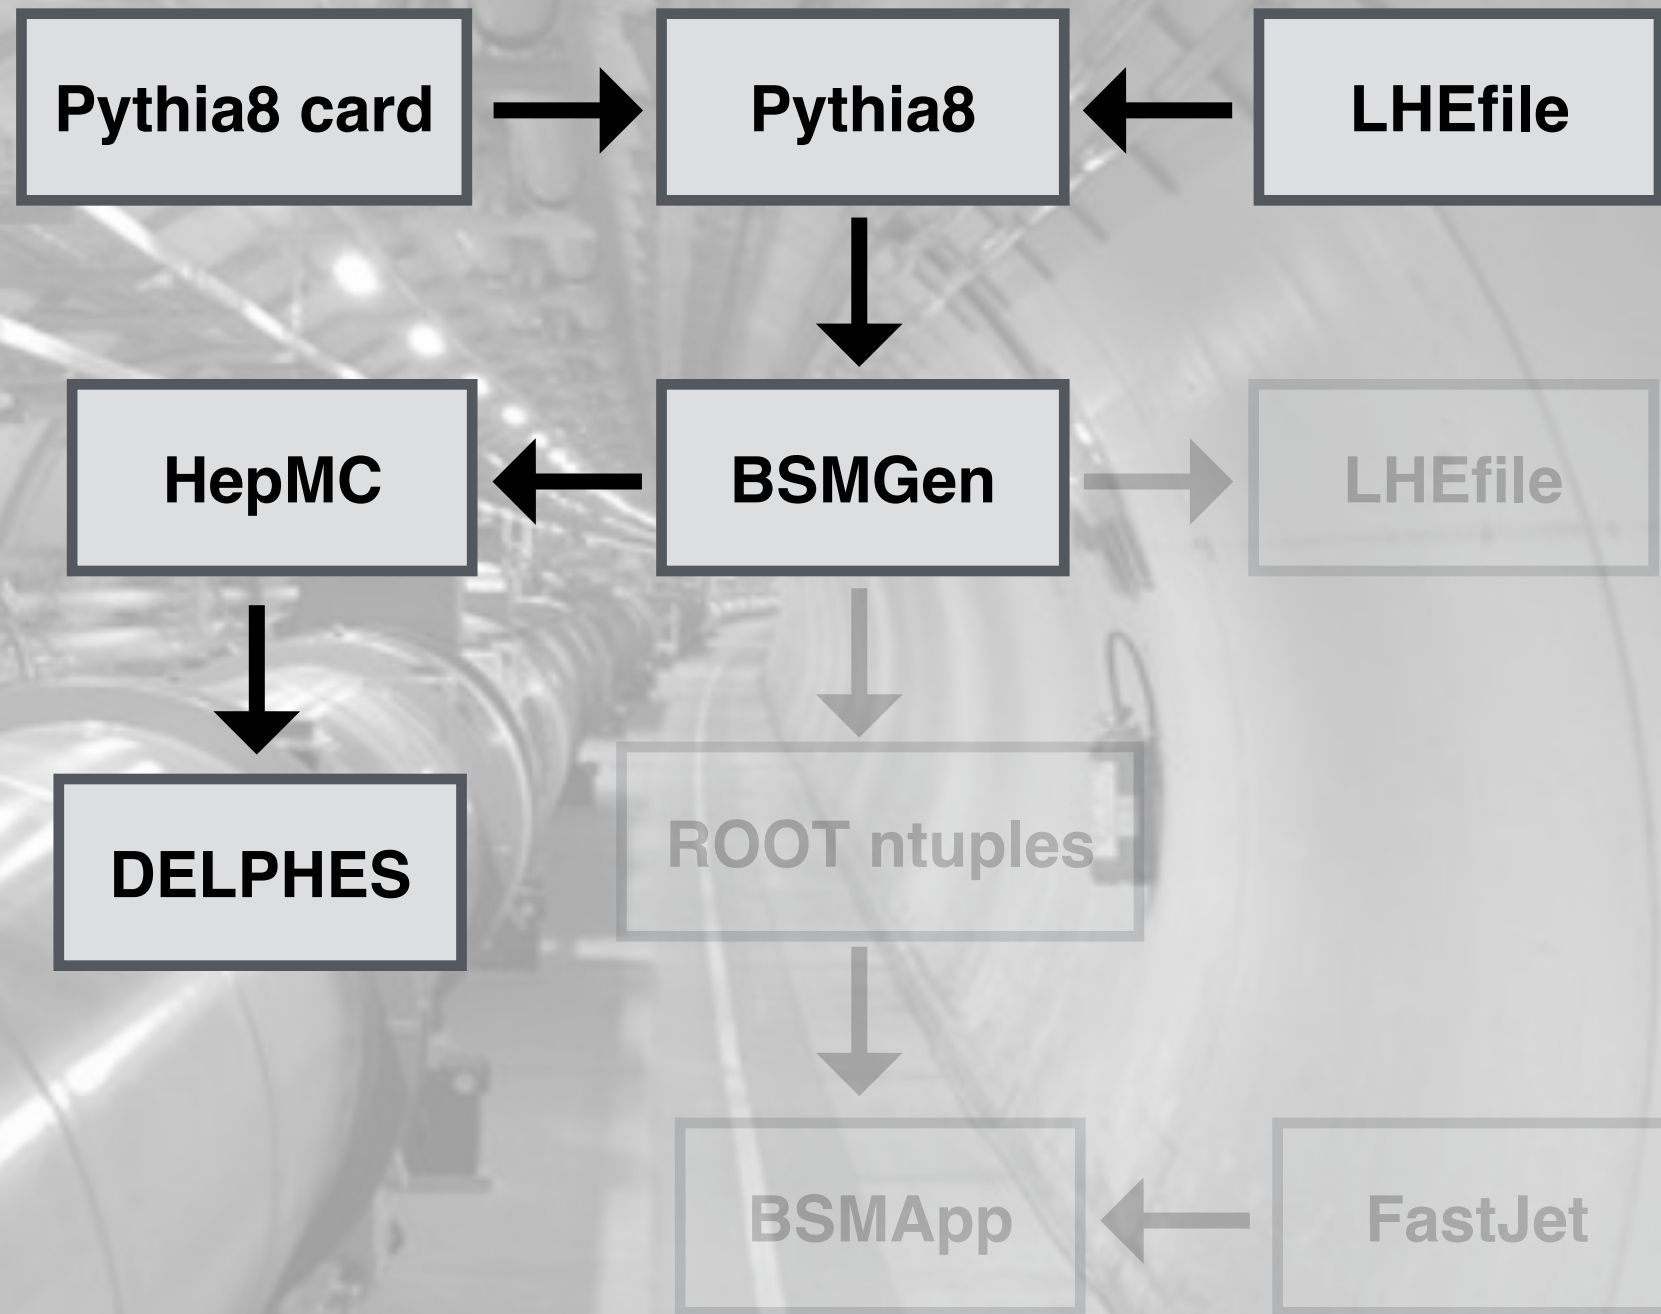 Pythia8 card
Pythia8
LHEfile
HepMC
BSMGen
LHEfile
DELPHES
ROOT ntuples
BSMApp
FastJet